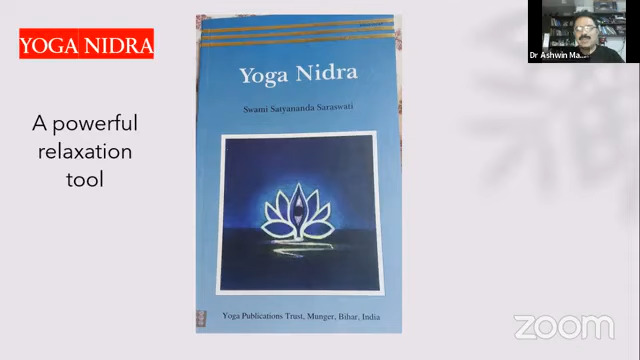 YOGA NIDRA
A powerful
relaxation
tool
Yoga Nidra
Swami Satyananda Saraswati
Yoga Publications Trust, Munger, Bihar, India
Dr Ashwin Ma...
zoom